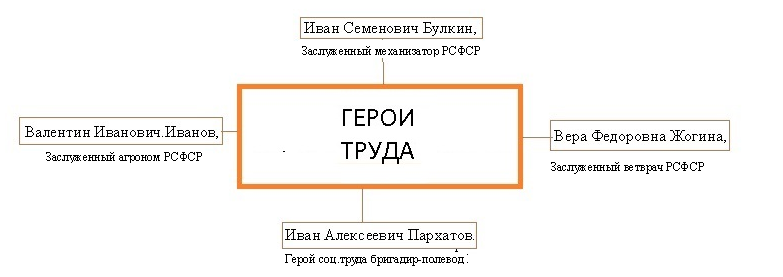 Иван Семенович Булкин,
Заслуженный механизатор РСФСР
ГЕРОИ
ТРУДА
Валентин Иванович.Иванов,
Заслуженный агроном РСФСР
Вера Федоровна Жогина,
Заслуженный ветврач РСФСР
Иван Алексеевич Пархатов.
Герой соц.труда бригадир-полевод.